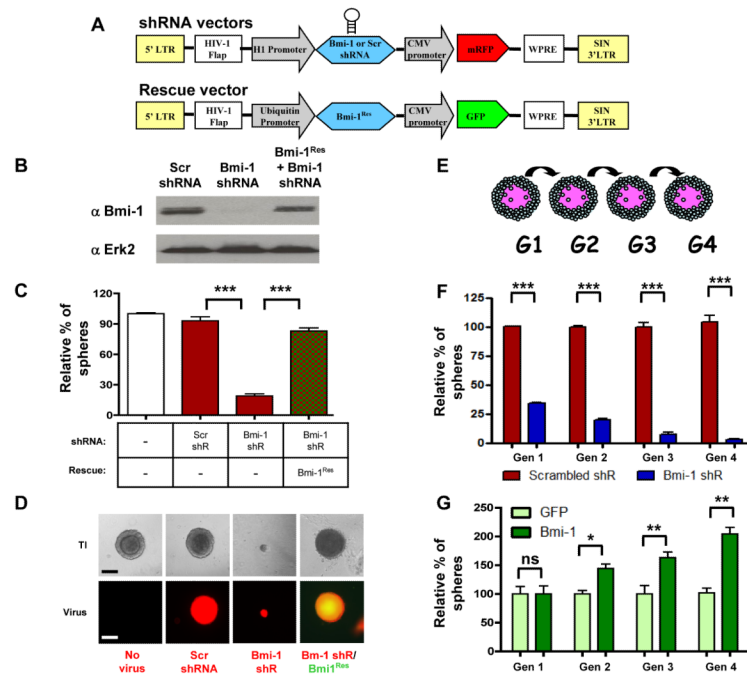 A
shRNA vectors
5' LTR
HIV-1 Flap
H1 Promoter
Bmi-1 or Scr shRNA
CMV promoter
mRFP
WPRE
SIN 3'LTR
Rescue vector
5' LTR
HIV-1 Flap
Ubiquitin Promoter
Bmi-1Res
CMV promoter
GFP
WPRE
SIN 3'LTR
B
Scr shRNA
Bmi-1 shRNA
Bmi-1Res + Bmi-1 shRNA
α Bmi-1
α Erk2
C
Relative % of spheres
120
90
60
30
0
***
***
shRNA:
-
Scr shR
Bmi-1 shR
Bmi-1 shR
Rescue:
-
-
-
Bmi-1Res
D
TI
Virus
No virus
Scr shRNA
Bmi-1 shR
Bm-1 shR/ Bmi1Res
E
G1
G2
G3
G4
F
Relative % of spheres
125
100
75
50
25
0
***
***
***
***
Gen 1
Gen 2
Gen 3
Gen 4
Scrambled shR
Bmi-1 shR
G
Relative % of spheres
250
200
150
100
50
0
GFP
Bmi-1
ns
*
**
**
Gen 1
Gen 2
Gen 3
Gen 4